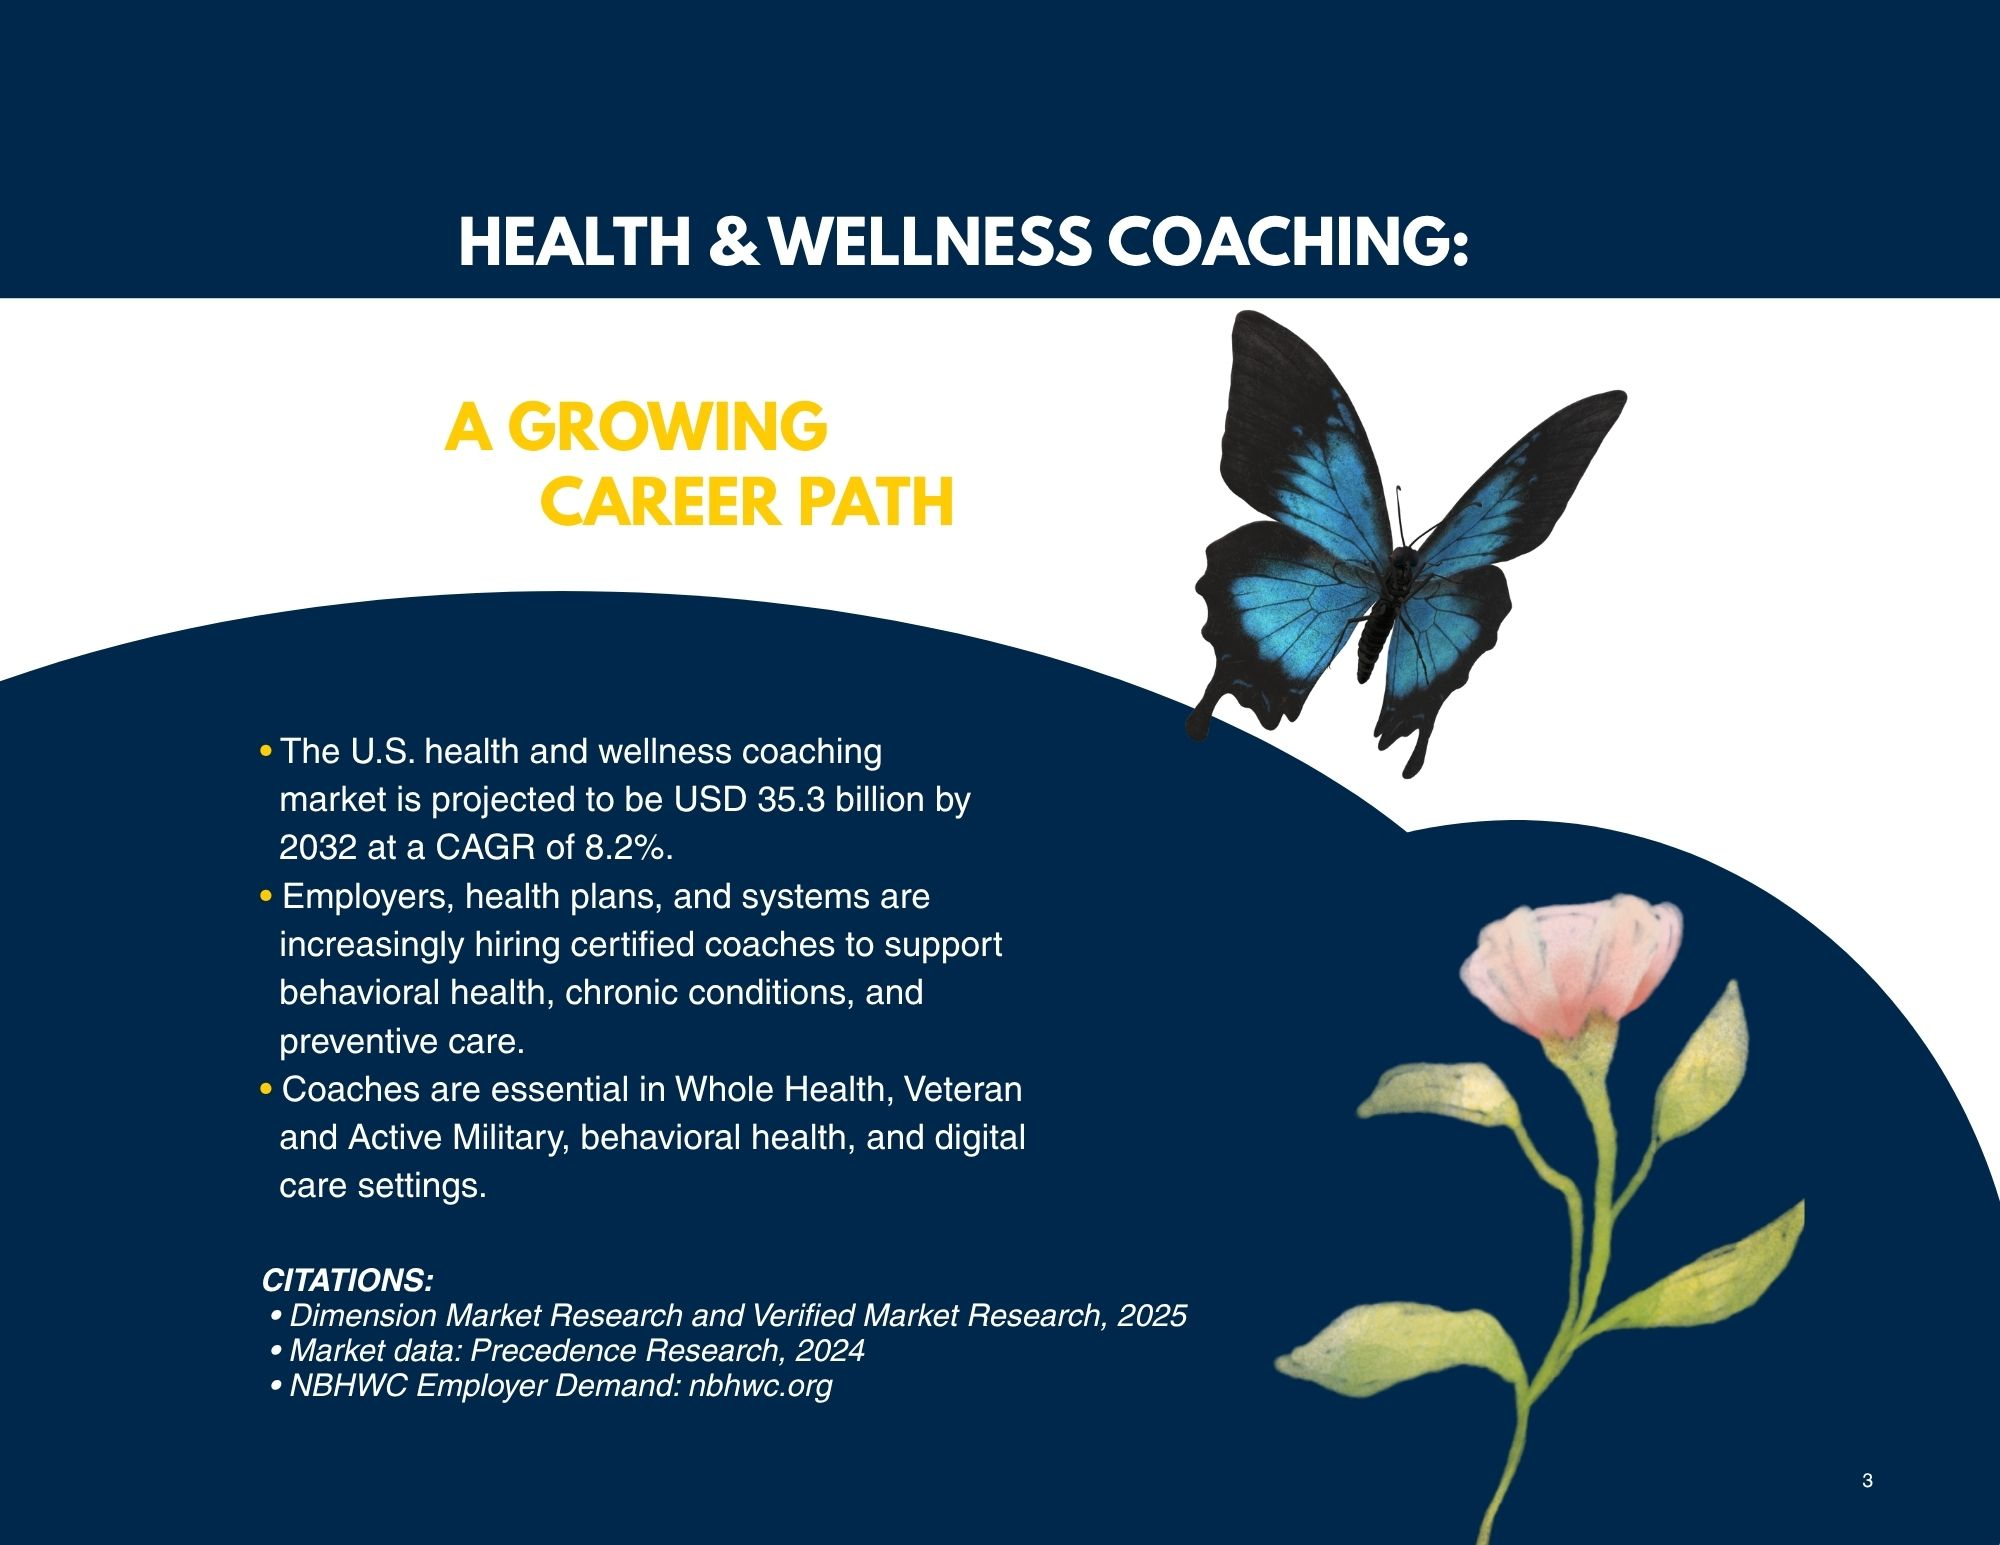 HEALTH & WELLNESS COACHING:
A GROWING
CAREER PATH
• The U.S. health and wellness coaching
market is projected to be USD 35.3 billion by
2032 at a CAGR of 8.2%.
• Employers, health plans, and systems are
increasingly hiring certified coaches to support
behavioral health, chronic conditions, and
preventive care.
• Coaches are essential in Whole Health, Veteran
and Active Military, behavioral health, and digital
care settings.
CITATIONS:
• Dimension Market Research and Verified Market Research, 2025
• Market data: Precedence Research, 2024
• NBHWC Employer Demand: nbhwc.org
3